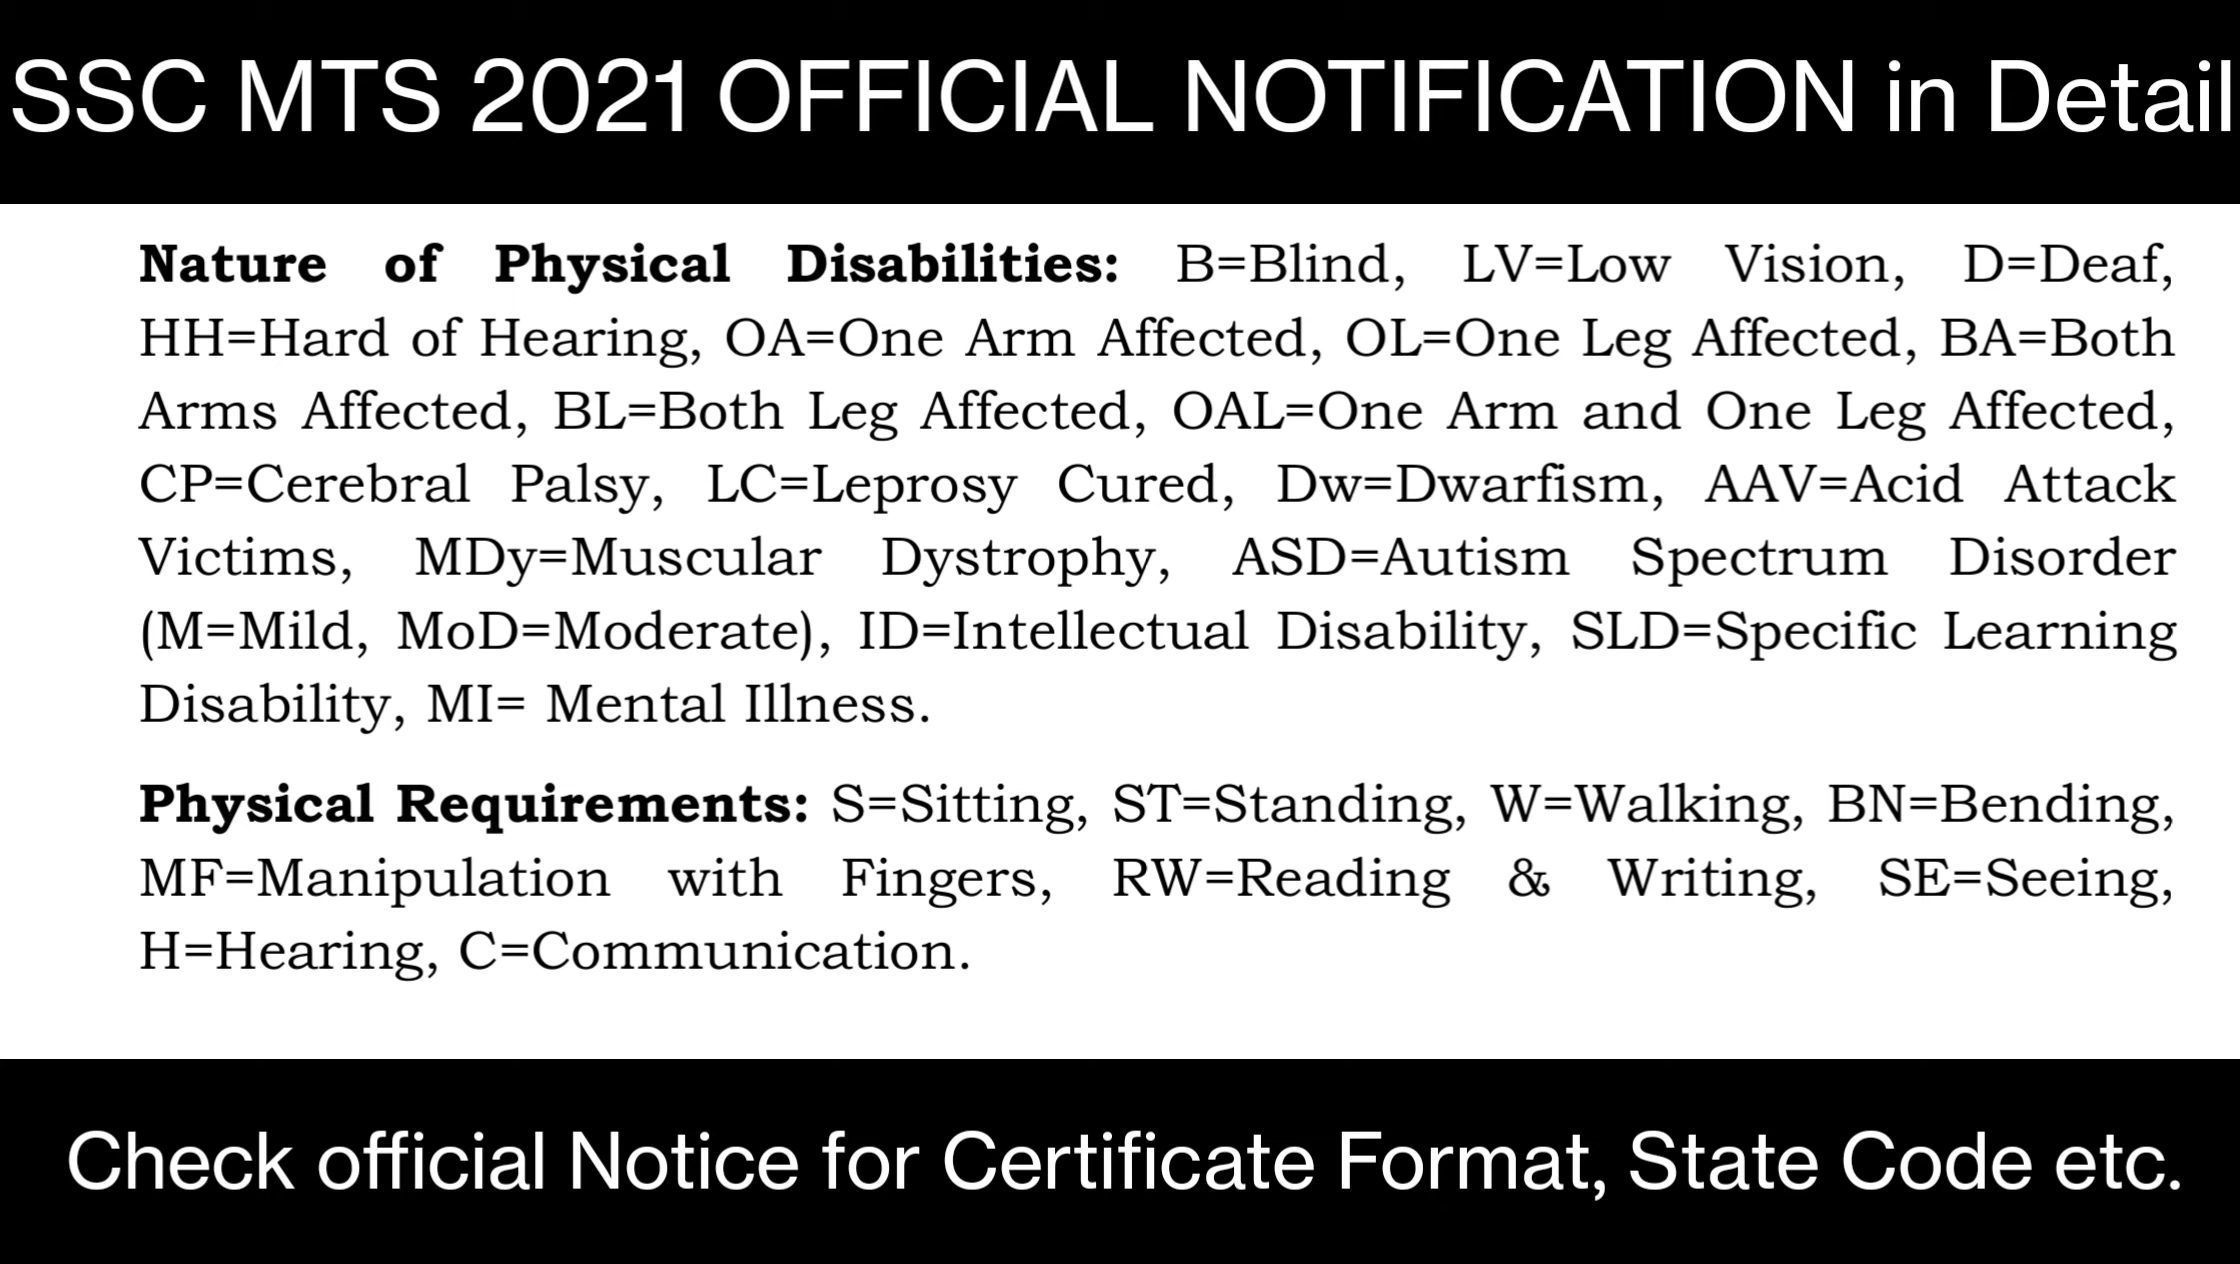 SSC MTS 2021 OFFICIAL NOTIFICATION in Detail
Nature of Physical Disabilities: B=Blind, LV=Low Vision, D=Deaf,
HH=Hard of Hearing, OA=One Arm Affected, OL=One Leg Affected, BA=Both
Arms Affected, BL=Both Leg Affected, OAL=One Arm and One Leg Affected,
CP=Cerebral Palsy, LC=Leprosy Cured, Dw=Dwarfism, AAV=Acid Attack
Victims, MDy=Muscular Dystrophy, ASD=Autism Spectrum Disorder
(M=Mild, MoD=Moderate), ID=Intellectual Disability, SLD=Specific Learning
Disability, MI= Mental Illness.
Physical Requirements: S=Sitting, ST=Standing, W=Walking, BN=Bending,
MF=Manipulation with Fingers, RW=Reading & Writing, SE=Seeing,
H=Hearing, C=Communication.
Check official Notice for Certificate Format, State Code etc.